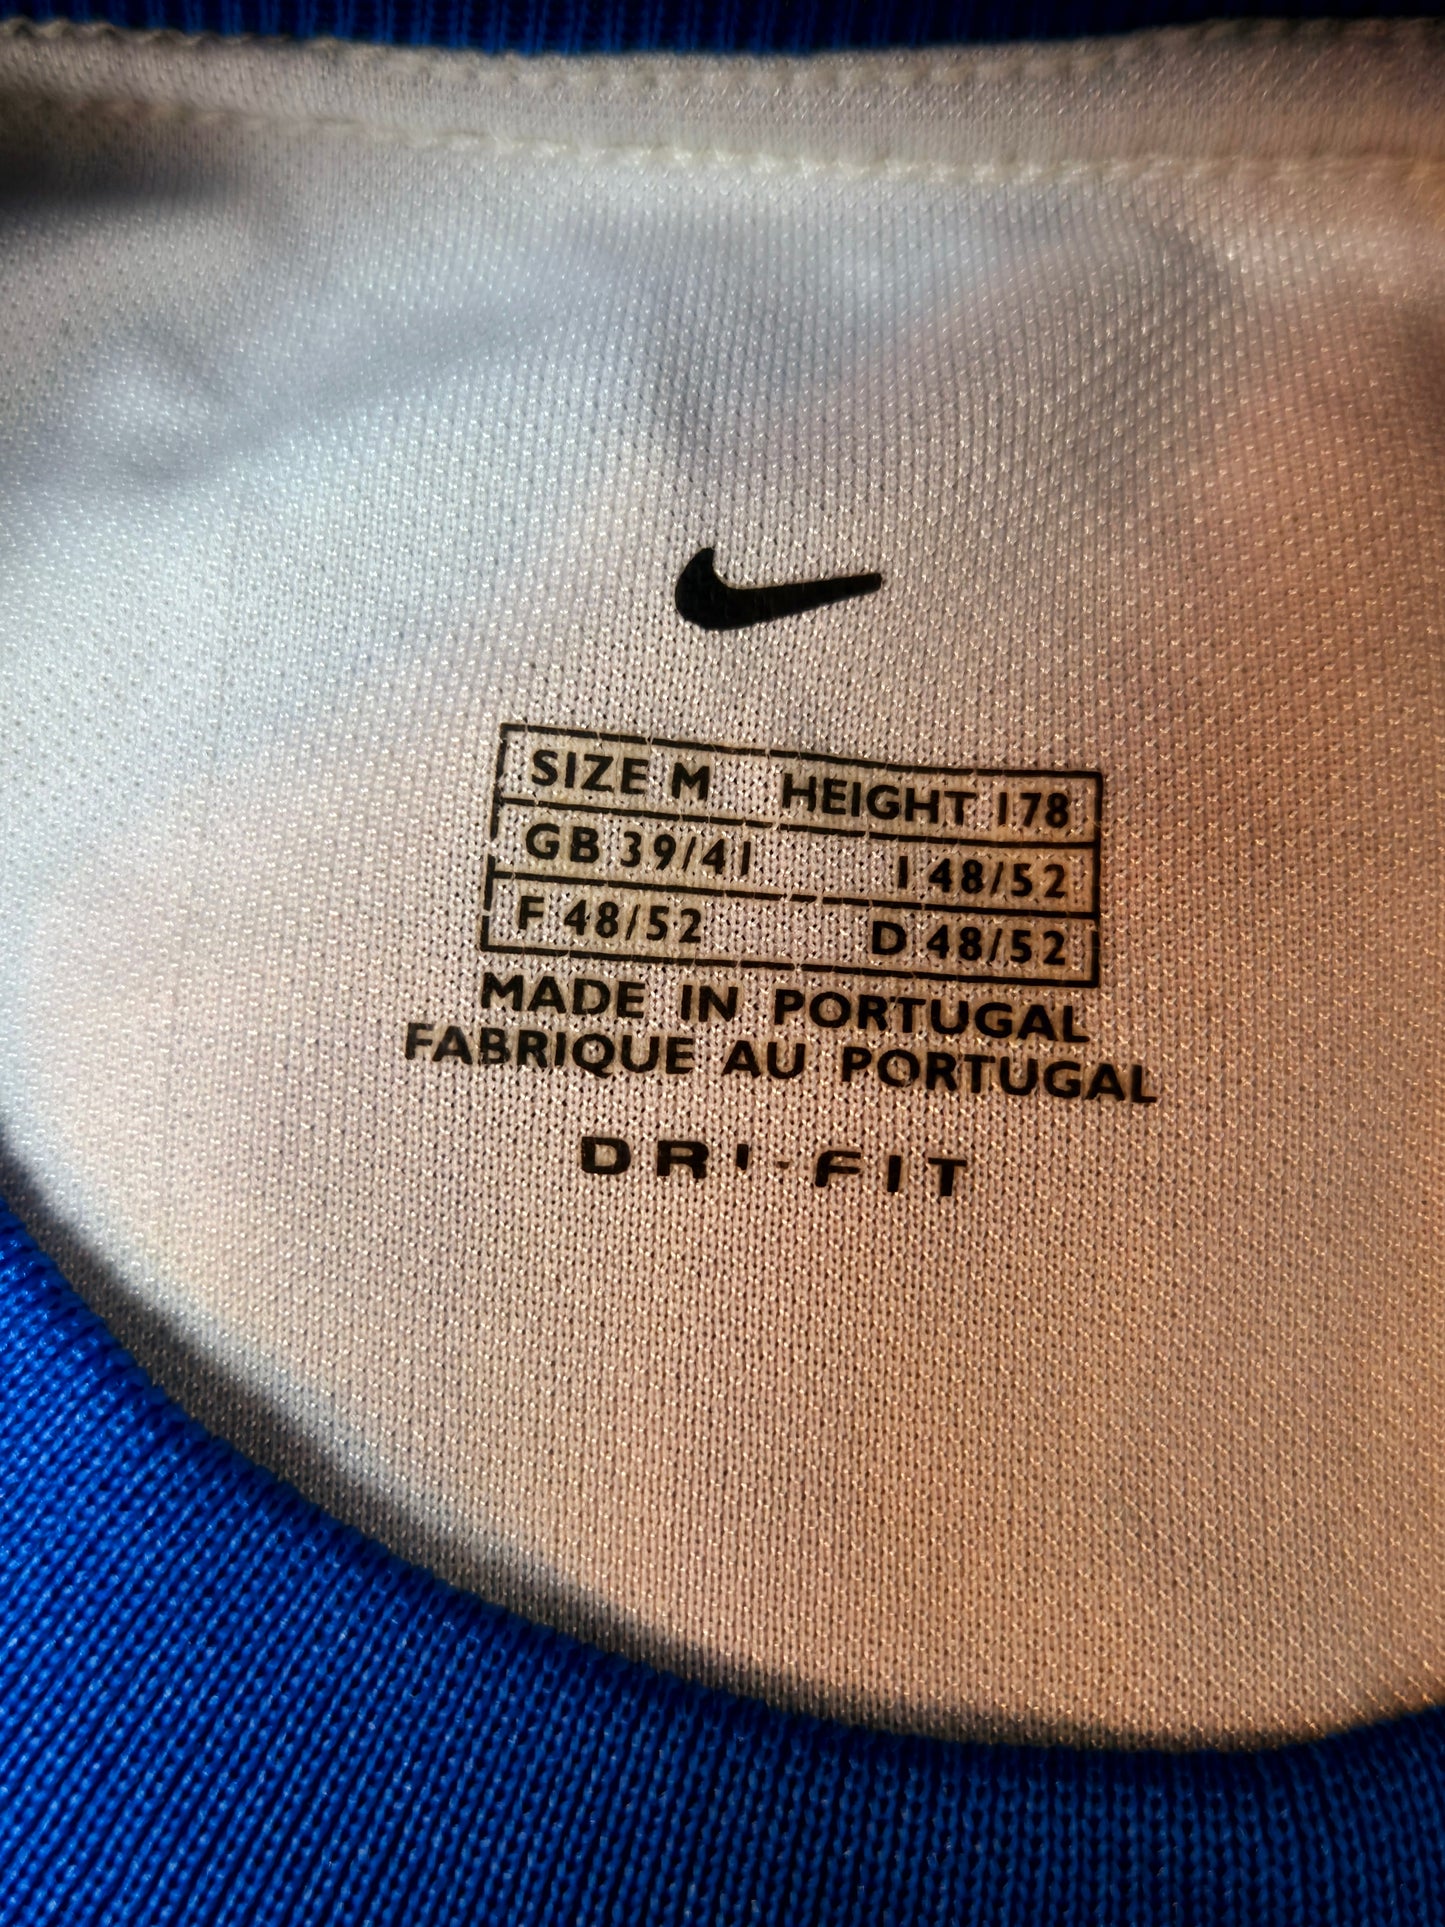 SIZE M HEIGHT 178
GB 39/41 I 48/52
F 48/52 D 48/52
MADE IN PORTUGAL
FABRIQUE AU PORTUGAL
DRI-FIT